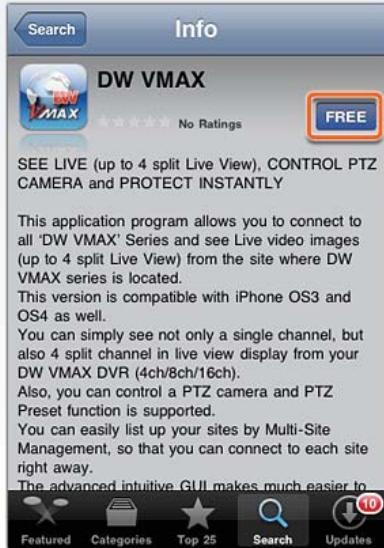 Search
Info
DW
VMAX
DW VMAX
No Ratings
FREE
SEE LIVE (up to 4 split Live View), CONTROL PTZ
CAMERA and PROTECT INSTANTLY
This application program allows you to connect to
all ‘DW VMAX’ Series and see Live video images
(up to 4 split Live View) from the site where DW
VMAX series is located.
This version is compatible with iPhone OS3 and
OS4 as well.
You can simply see not only a single channel, but
also 4 split channel in live view display from your
DW VMAX DVR (4ch/8ch/16ch).
Also, you can control a PTZ camera and PTZ
Preset function is supported.
You can easily list up your sites by Multi-Site
Management, so that you can connect to each site
right away.
The advanced intuitive GUI makes much easier to
10
Featured
Categories
Top 25
Search
Updates